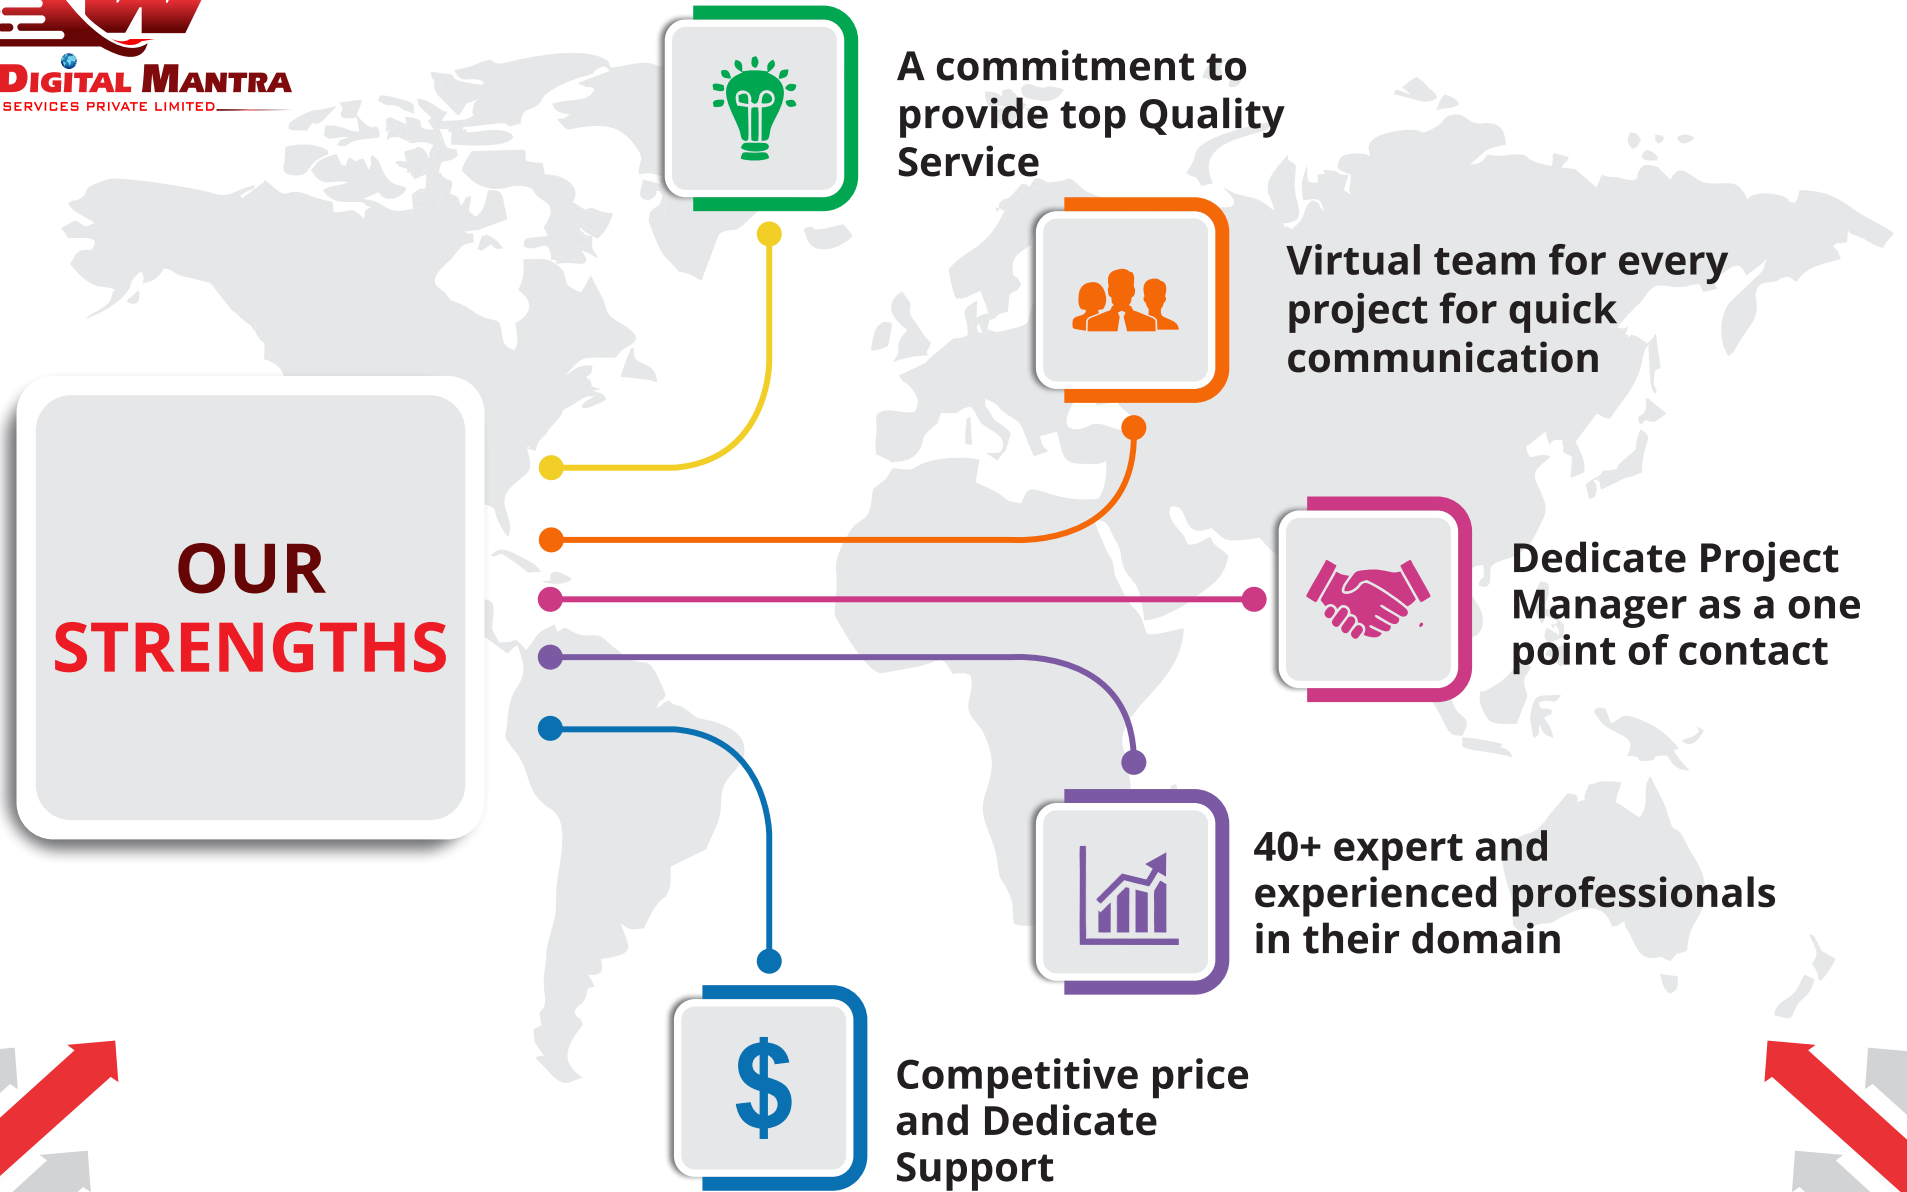 DIGITAL MANTRA
SERVICES PRIVATE LIMITED
A commitment to
provide top Quality
Service
Virtual team for every
project for quick
communication
OUR
STRENGTHS
Dedicate Project
Manager as a one
point of contact
40+ expert and
experienced professionals
in their domain
$
Competitive price
and Dedicate
Support